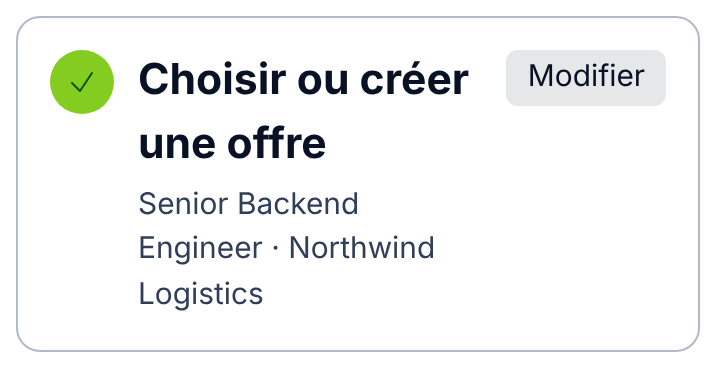 Choisir ou créer
une offre
Modifier
Senior Backend
Engineer · Northwind
Logistics